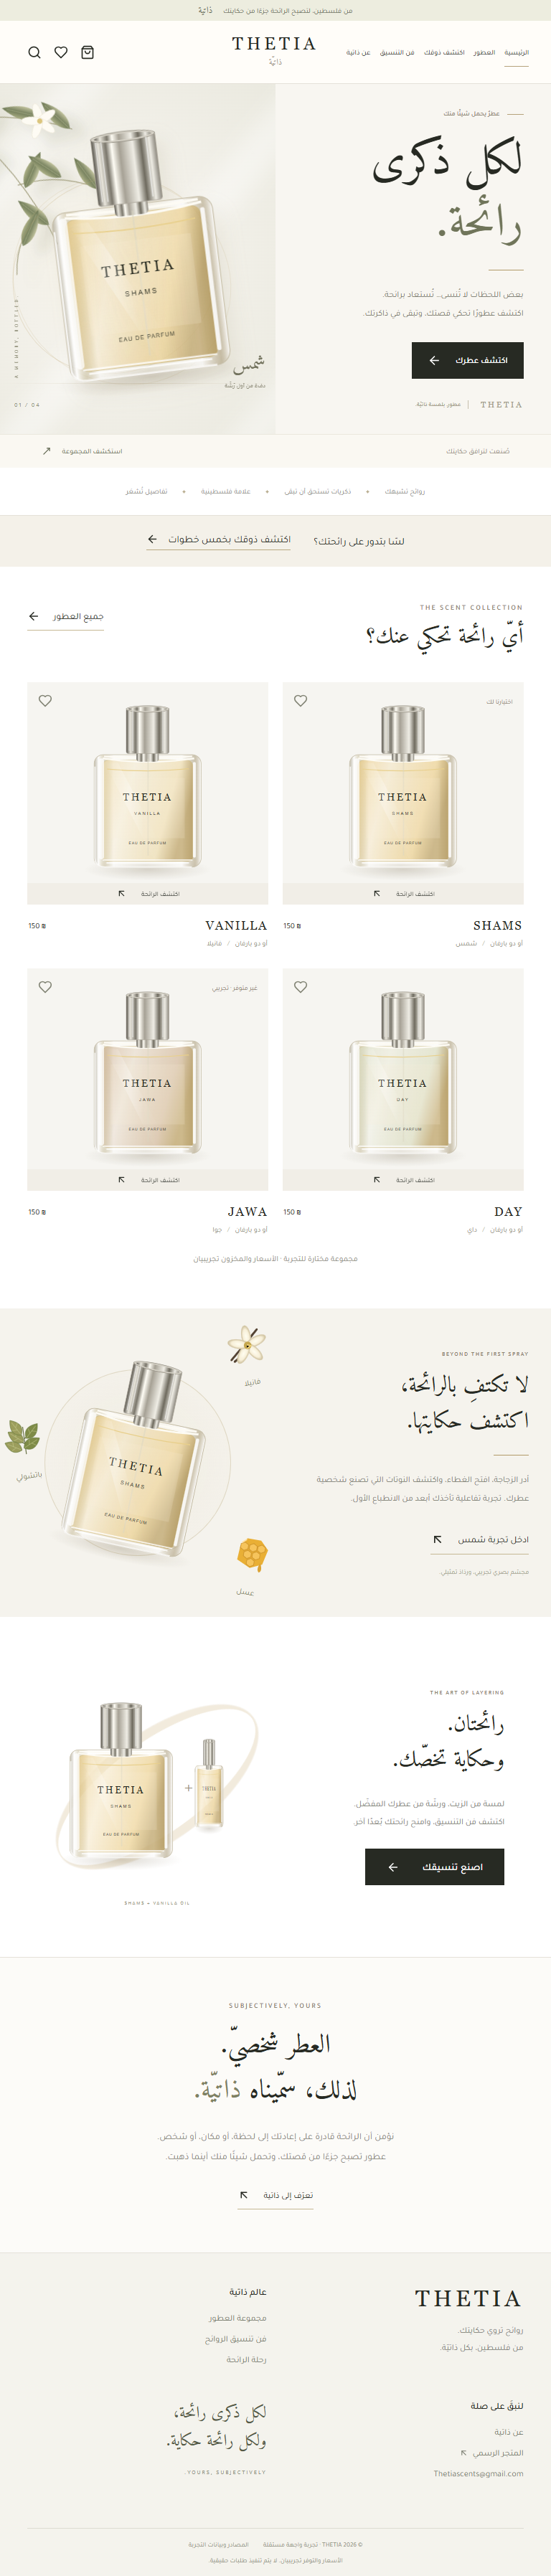 من فلسطين، لتصبح الرائحة جزءًا من حكايتك
ذاتيّة
THETIA
ذاتيّة
الرئيسية
العطور
اكتشف ذوقك
فن التنسيق
عن ذاتية
عطرٌ يحمل شيئًا منك
لكل ذكرى
رائحة.
بعض اللحظات لا تُنسى… تُستعاد برائحة.
اكتشف عطورًا تحكي قصتك، وتبقى في ذاكرتك.
اكتشف عطرك
THETIA
عطور بلمسة ذاتيّة
THETIA
SHAMS
EAU DE PARFUM
A MEMORY, BOTTLED
شمس
دفء من أول رشّة
01 / 04
صُنعت لترافق حكايتك
استكشف المجموعة
روائح تشبهك
ذكريات تستحق أن تبقى
علامة فلسطينية
تفاصيل تُشعَر
لسّا بتدور على رائحتك؟
اكتشف ذوقك بخمس خطوات
THE SCENT COLLECTION
أيّ رائحة تحكي عنك؟
جميع العطور
اختيارنا لك
THETIA
SHAMS
EAU DE PARFUM
اكتشف الرائحة
SHAMS
150 ₪
أو دو بارفان / شمس
THETIA
VANILLA
EAU DE PARFUM
اكتشف الرائحة
VANILLA
150 ₪
أو دو بارفان / فانيلا
THETIA
DAY
EAU DE PARFUM
اكتشف الرائحة
DAY
150 ₪
أو دو بارفان / داي
غير متوفر · تجريبي
THETIA
JAWA
EAU DE PARFUM
اكتشف الرائحة
JAWA
150 ₪
أو دو بارفان / جوا
مجموعة مختارة للتجربة · الأسعار والمخزون تجريبيان
BEYOND THE FIRST SPRAY
لا تكتفِ بالرائحة،
اكتشف حكايتها.
أدر الزجاجة، افتح الغطاء، واكتشف النوتات التي تصنع شخصية
عطرك. تجربة تفاعلية تأخذك أبعد من الانطباع الأول.
ادخل تجربة شمس
مجسّم بصري تجريبي، ورذاذ تمثيلي.
فانيلا
باتشولي
عسل
THETIA
SHAMS
EAU DE PARFUM
THE ART OF LAYERING
رائحتان.
وحكاية تخصّك.
لمسة من الزيت، ورشّة من عطرك المفضّل.
اكتشف فن التنسيق، وامنح رائحتك بُعدًا آخر.
اصنع تنسيقك
THETIA
SHAMS
EAU DE PARFUM
+
THETIA
SHAMS + VANILLA OIL
SUBJECTIVELY, YOURS
العطر شخصيّ.
لذلك، سمّيناه ذاتيّة.
نؤمن أن الرائحة قادرة على إعادتك إلى لحظة، أو مكان، أو شخص.
عطور تصبح جزءًا من قصتك، وتحمل شيئًا منك أينما ذهبت.
تعرّف إلى ذاتية
THETIA
روائح تروي حكايتك.
من فلسطين، بكل ذاتيّة.
عالم ذاتية
مجموعة العطور
فن تنسيق الروائح
رحلة الرائحة
لنبقَ على صلة
عن ذاتية
المتجر الرسمي
Thetiascents@gmail.com
لكل ذكرى رائحة،
ولكل رائحة حكاية.
YOURS, SUBJECTIVELY.
© 2026 THETIA · تجربة واجهة مستقلة
المصادر وبيانات التجربة
الأسعار والتوفر تجريبيان. لا يتم تنفيذ طلبات حقيقية.